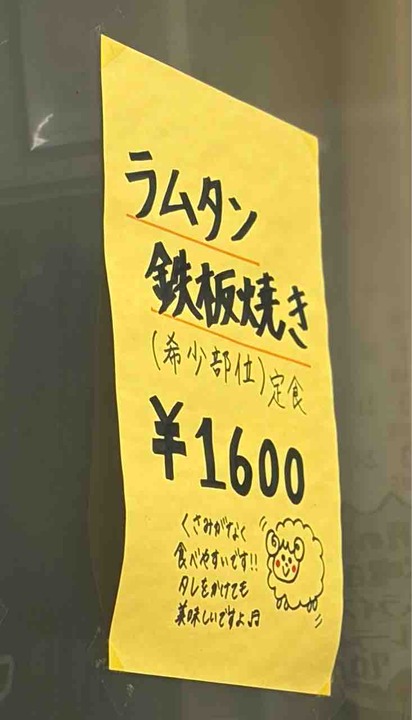 ラムタン
鉄板焼き
(希少部位)定食
¥1600
くさみがなく
食べやすいです!!
タレをかけても
美味しいですよ♫